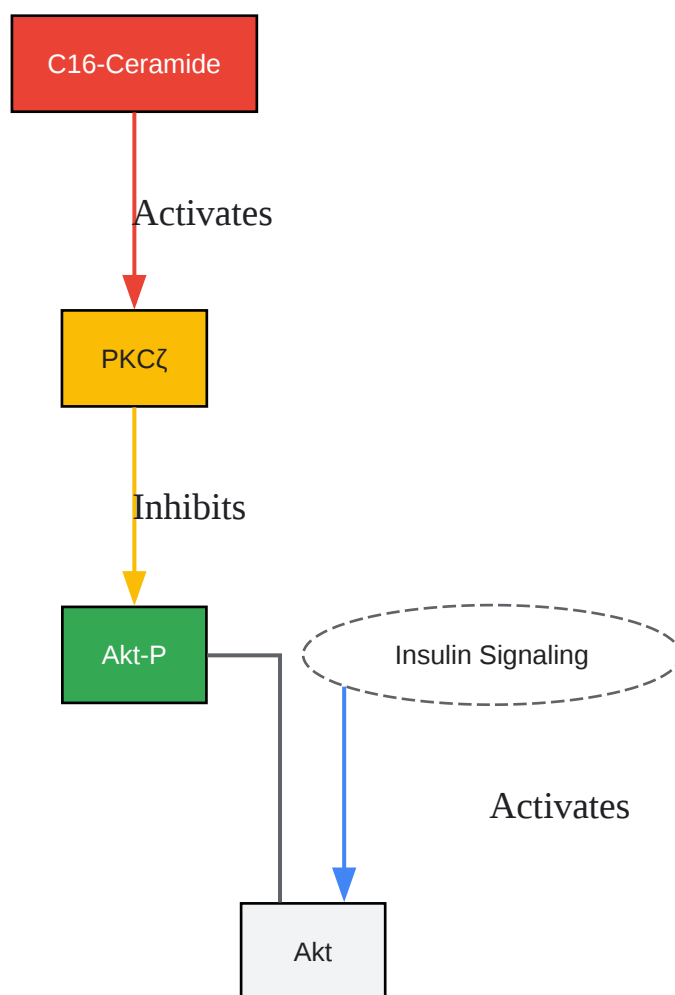 C16-Ceramide
Activates
PKCζ
Inhibits
Akt-P
Insulin Signaling
Activates
Akt